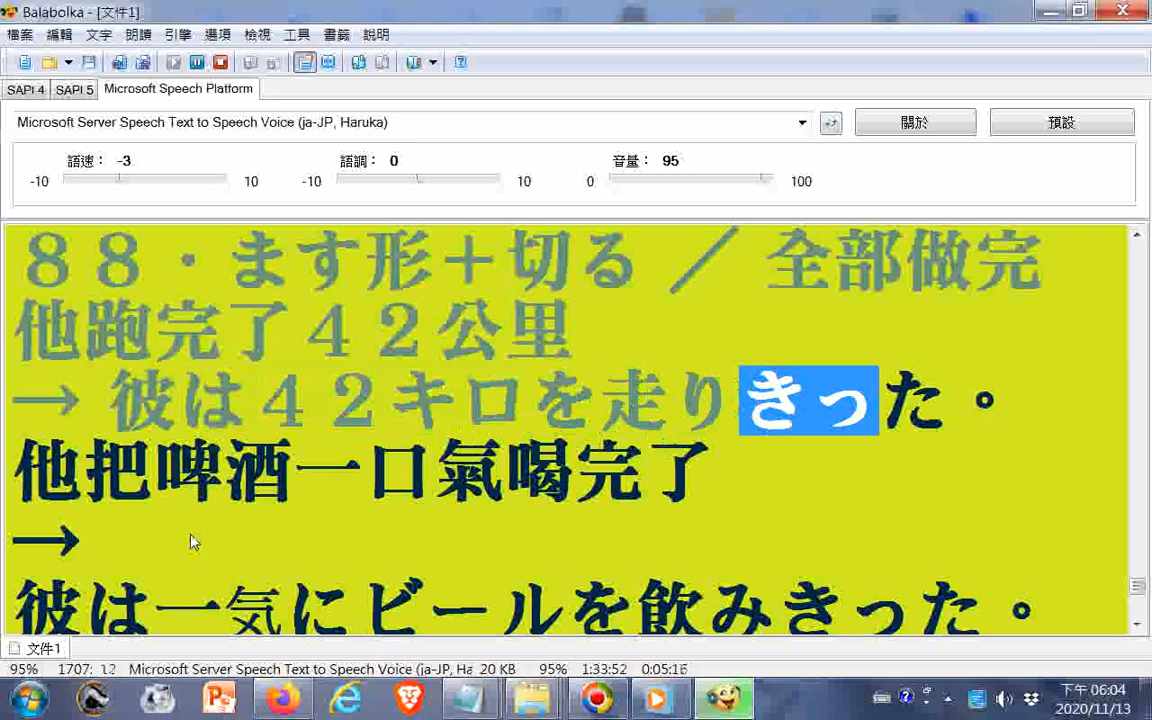 Balabolka - [文件1]
檔案 編輯 文字 朗讀 引擎 選項 檢視 工具 書籤 說明
SAPI 4 SAPI 5 Microsoft Speech Platform
Microsoft Server Speech Text to Speech Voice (ja-JP, Haruka) 關於 預設
語速： -3 語調： 0 音量： 95
-10 10 -10 10 0 100
８８・ます形＋切る ／ 全部做完
他跑完了４２公里
→ 彼は４２キロを走りきった。
他把啤酒一口氣喝完了
→
彼は一気にビールを飲みきった。
文件1
95% 1707: 12 Microsoft Server Speech Text to Speech Voice (ja-JP, Ha 20 KB 95% 1:33:52 0:05:16
下午 06:04
2020/11/13